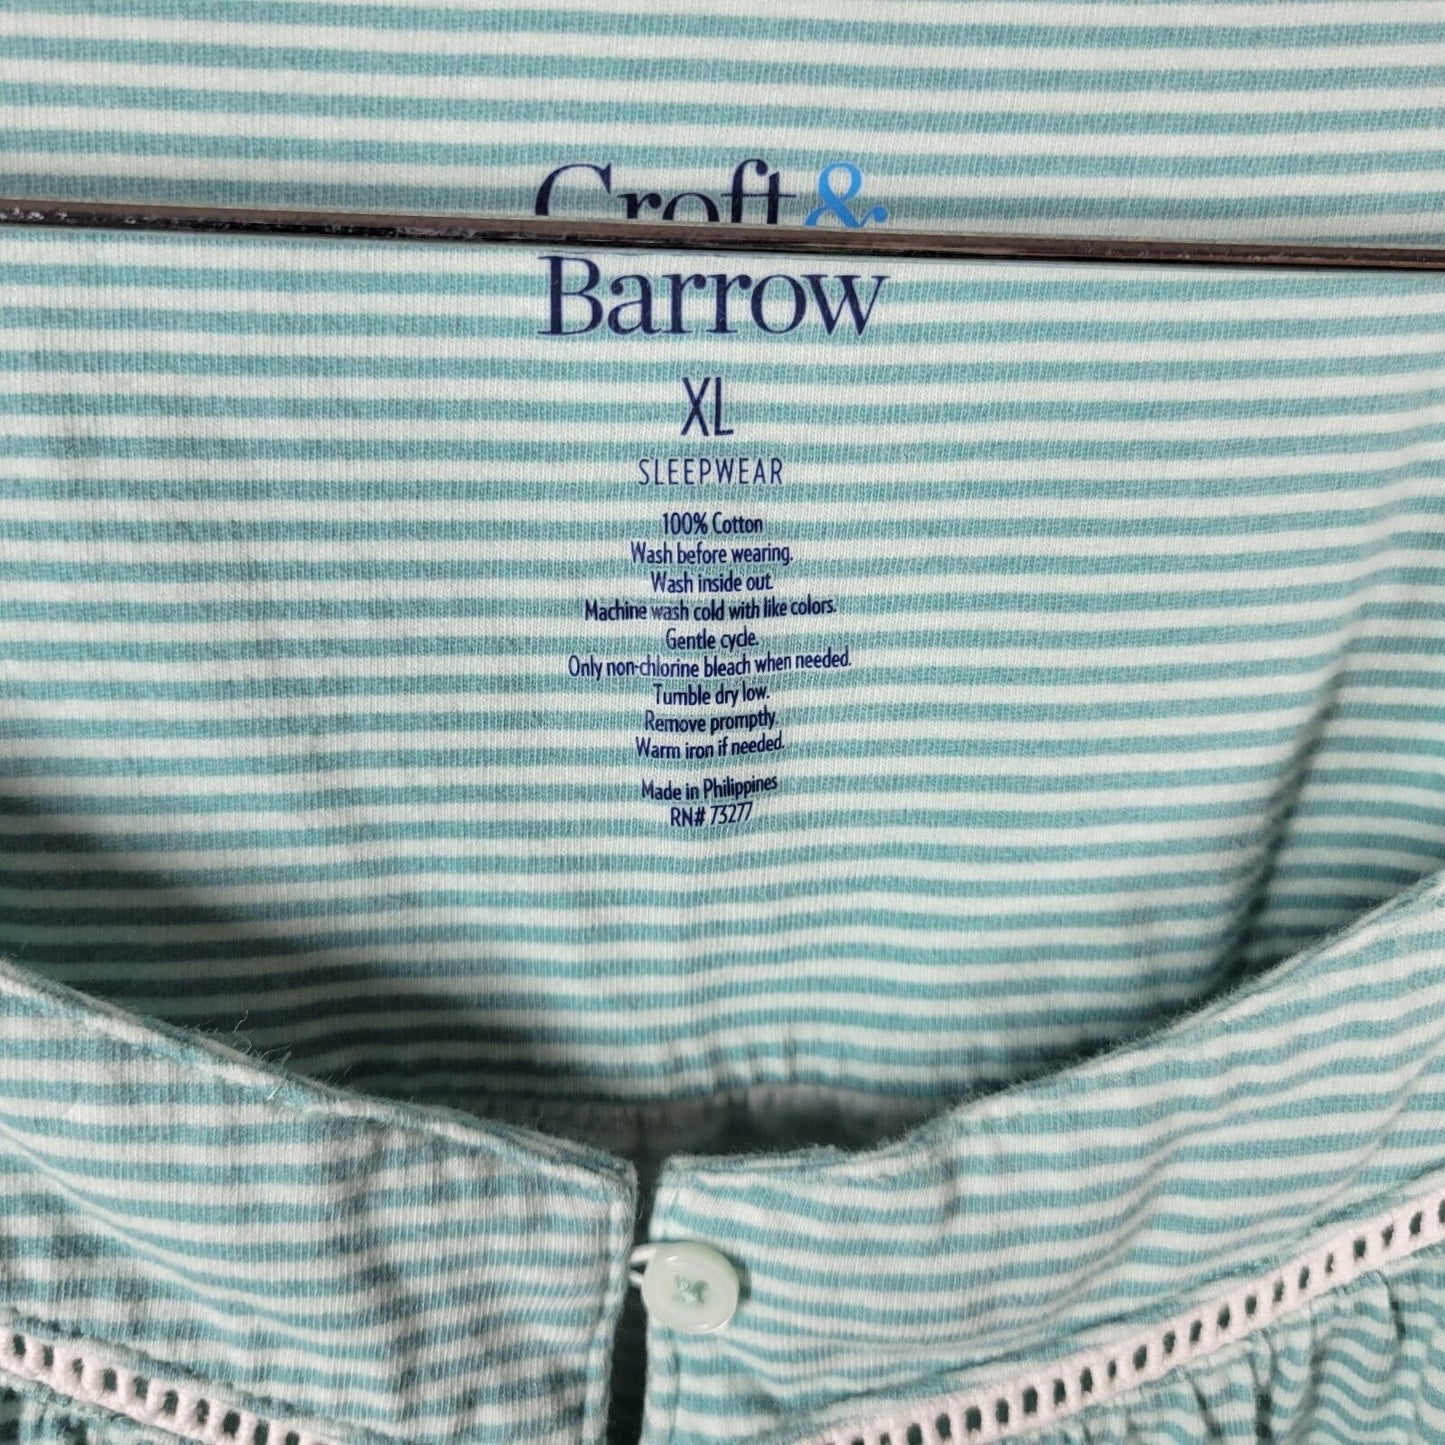 Croft &
Barrow
XL
SLEEPWEAR
100% Cotton
Wash before wearing.
Wash inside out.
Machine wash cold with like colors.
Gentle cycle.
Only non-chlorine bleach when needed.
Tumble dry low.
Remove promptly.
Warm iron if needed.
Made in Philippines
RN# 73277